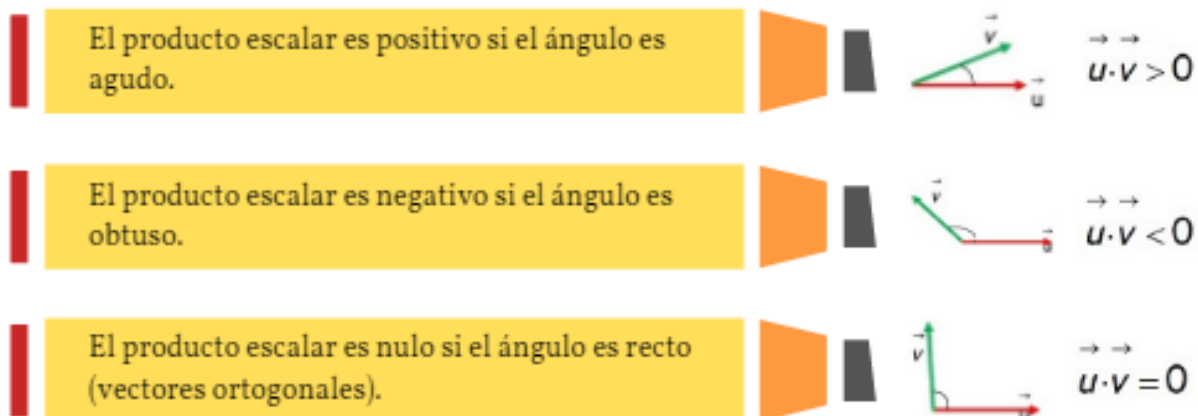 El producto escalar es positivo si el ángulo es
agudo.
v
u
u·v > 0
El producto escalar es negativo si el ángulo es
obtuso.
v
u·v < 0
El producto escalar es nulo si el ángulo es recto
(vectores ortogonales).
v
u·v = 0